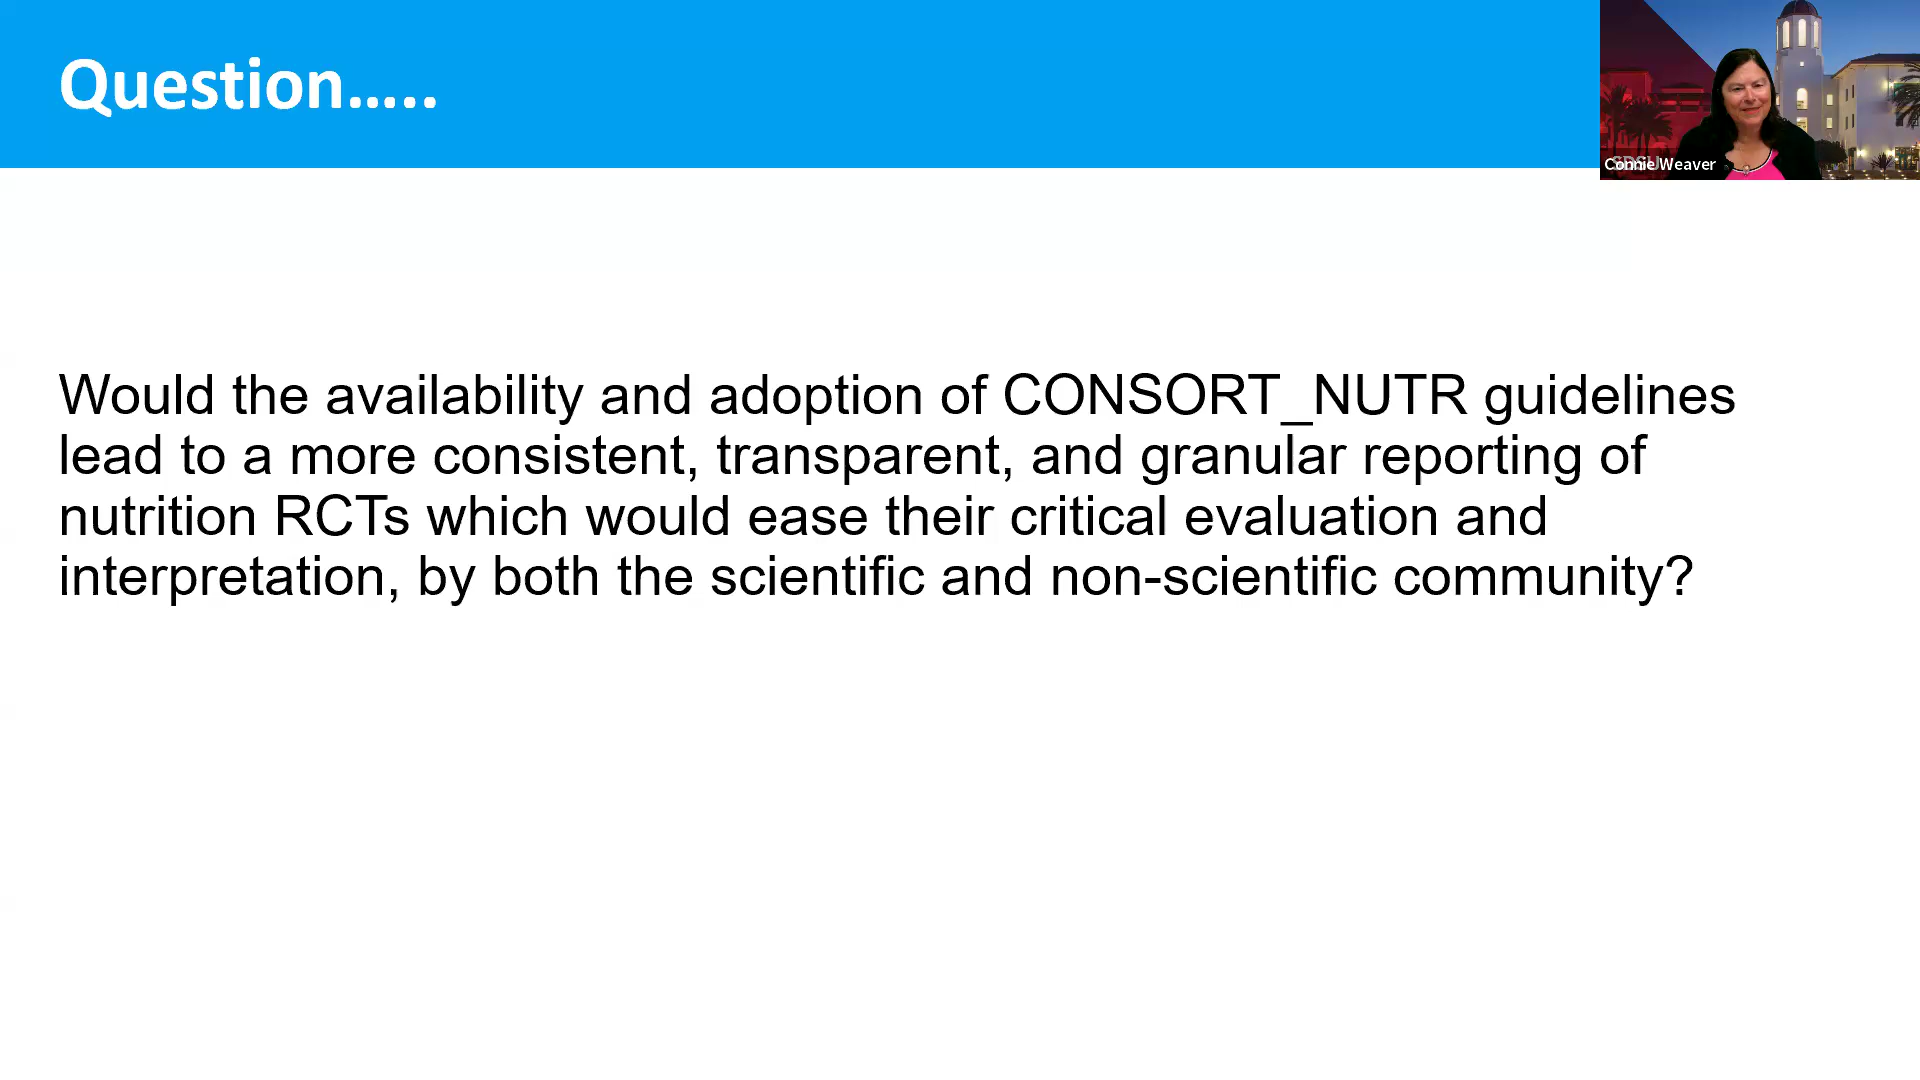 Question.....
Connie Weaver
Would the availability and adoption of CONSORT_NUTR guidelines
lead to a more consistent, transparent, and granular reporting of
nutrition RCTs which would ease their critical evaluation and
interpretation, by both the scientific and non-scientific community?